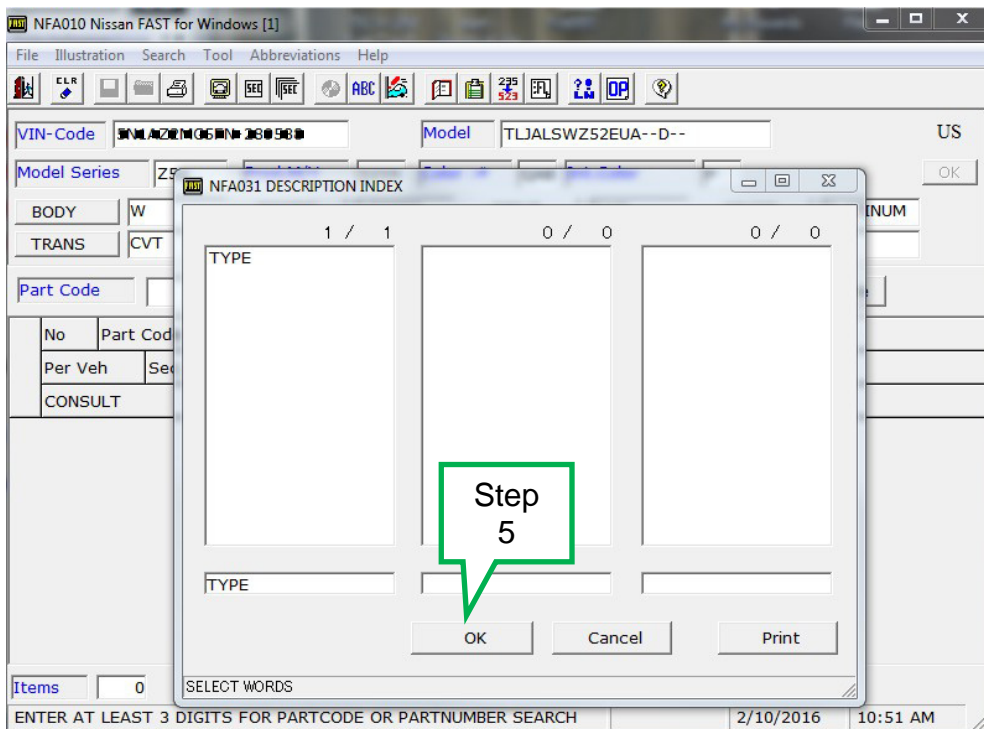 NFA010 Nissan FAST for Windows [1]
File Illustration Search Tool Abbreviations Help
CLR SEC SEC ABC 235 523 OP
VIN-Code Model TLJALSWZ52EUA--D-- US
Model Series OK
NFA031 DESCRIPTION INDEX
BODY W INUM
TRANS CVT
1 / 1 0 / 0 0 / 0
TYPE
Part Code
No Part Cod
Per Veh Sec
CONSULT
Step
5
TYPE
OK Cancel Print
Items 0
SELECT WORDS
ENTER AT LEAST 3 DIGITS FOR PARTCODE OR PARTNUMBER SEARCH 2/10/2016 10:51 AM